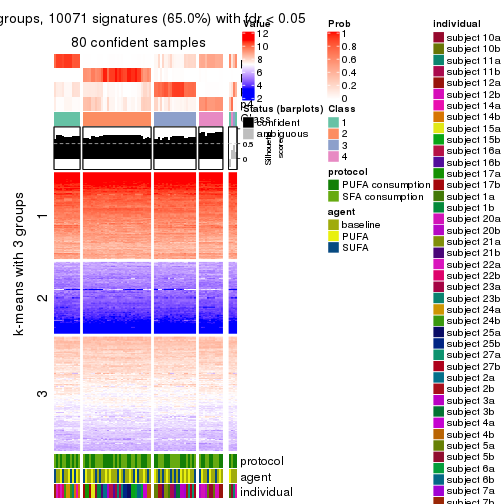 groups, 10071 signatures (65.0%) with fdr < 0.05
80 confident samples
k-means with 3 groups
1
2
3
p4
Class
0.5
0
Silhouette
score
protocol
agent
individual
Value
12
10
8
6
4
2
Status (barplots)
confident
ambiguous
Prob
1
0.8
0.6
0.4
0.2
0
Class
1
2
3
4
protocol
PUFA consumption
SFA consumption
agent
baseline
PUFA
SUFA
individual
subject 10a
subject 10b
subject 11a
subject 11b
subject 12a
subject 12b
subject 14a
subject 14b
subject 15a
subject 15b
subject 16a
subject 16b
subject 17a
subject 17b
subject 1a
subject 1b
subject 20a
subject 20b
subject 21a
subject 21b
subject 22a
subject 22b
subject 23a
subject 23b
subject 24a
subject 24b
subject 25a
subject 25b
subject 27a
subject 27b
subject 2a
subject 2b
subject 3a
subject 3b
subject 4a
subject 4b
subject 5a
subject 5b
subject 6a
subject 6b
subject 7a
subject 7b